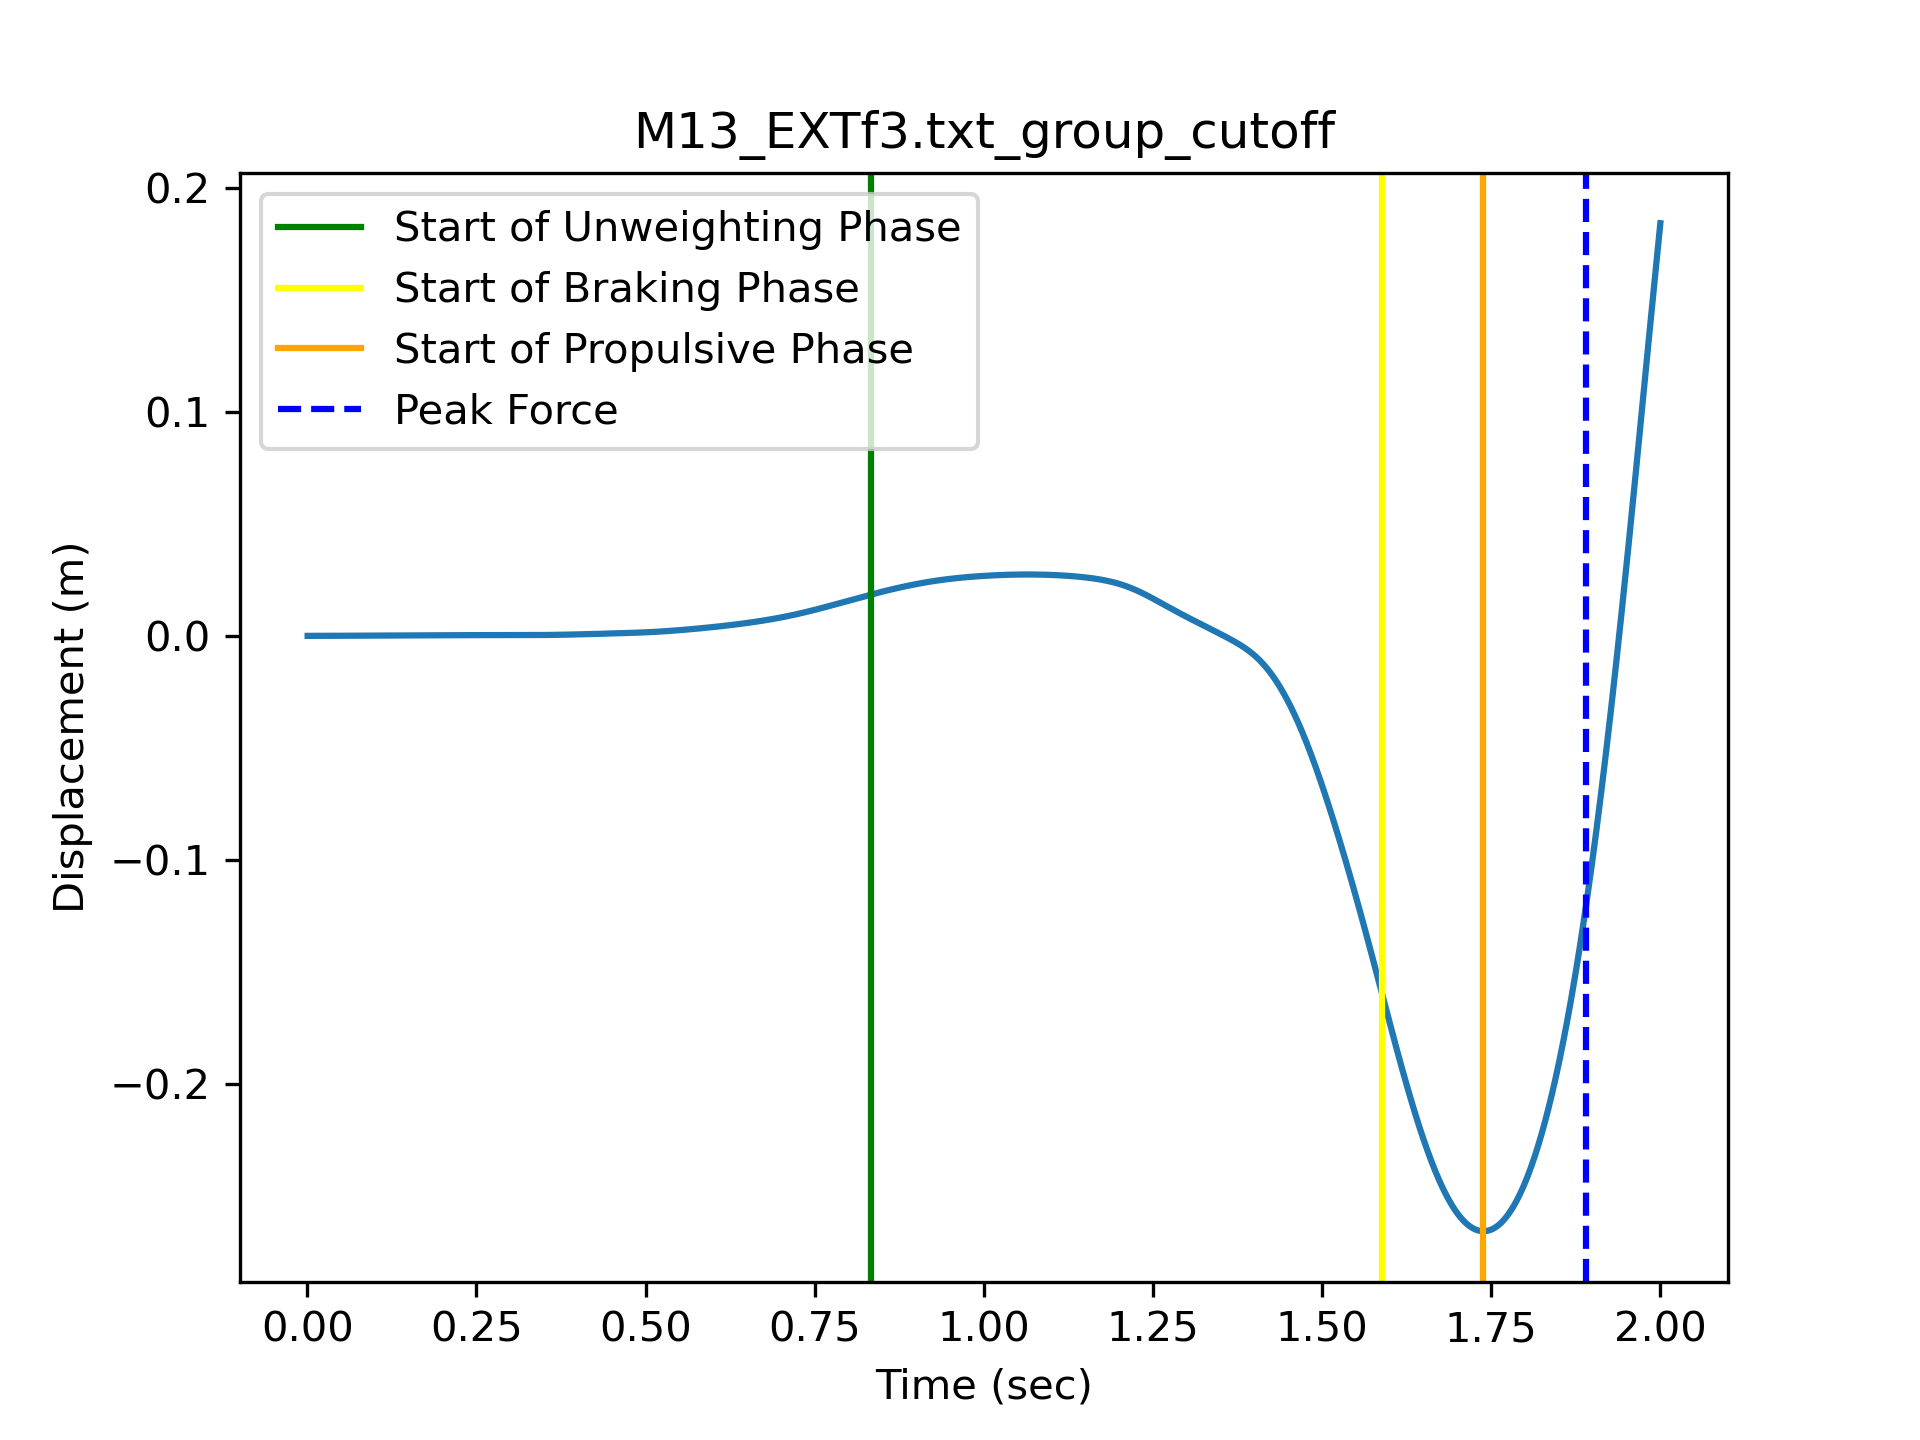 M13_EXTf3.txt_group_cutoff
Start of Unweighting Phase
Start of Braking Phase
Start of Propulsive Phase
Peak Force
Displacement (m)
0.2
0.1
0.0
−0.1
−0.2
0.00 0.25 0.50 0.75 1.00 1.25 1.50 1.75 2.00
Time (sec)